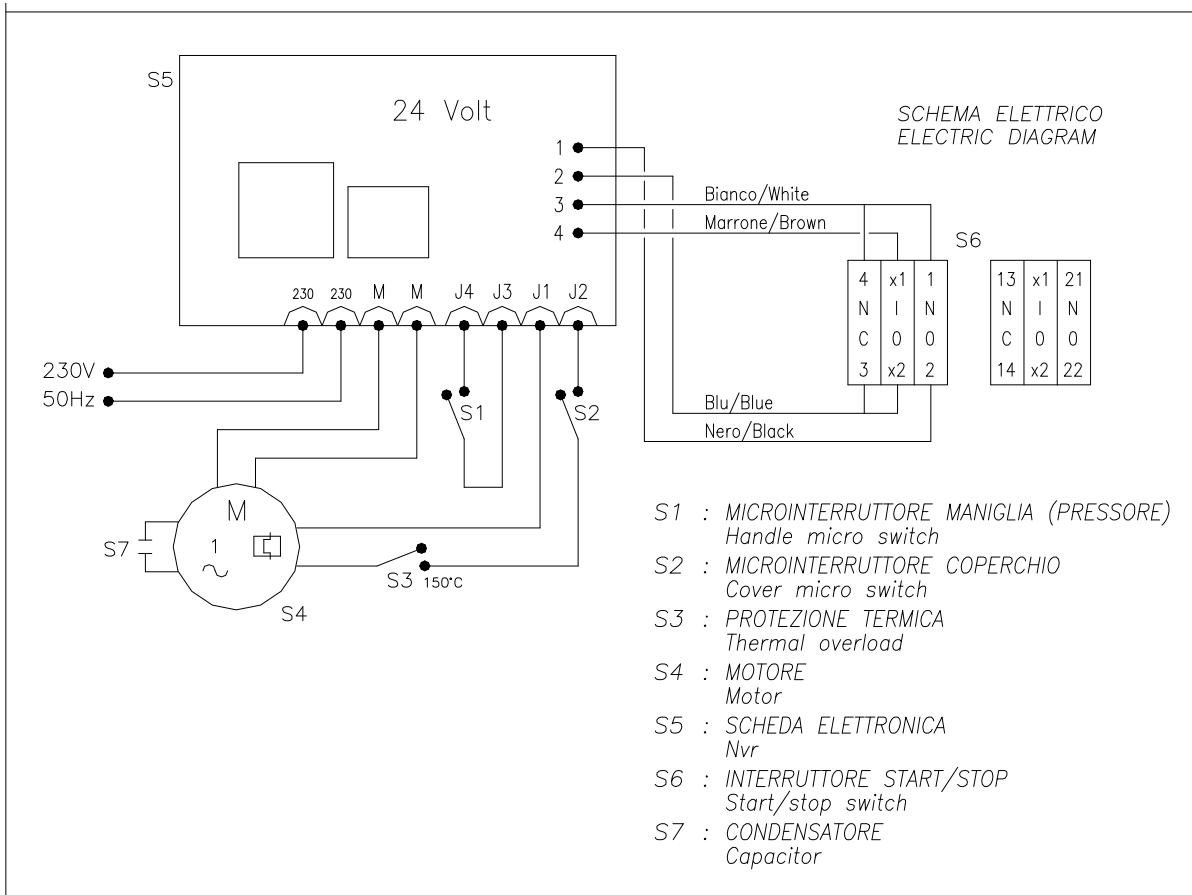 S5
24 Volt
SCHEMA ELETTRICO
ELECTRIC DIAGRAM
1
2
3
4
Bianco/White
Marrone/Brown
S6
4 x1 1
N I N
C 0 0
3 x2 2
13 x1 21
N I N
C 0 0
14 x2 22
230 230 M M J4 J3 J1 J2
230V
50Hz
S1
S2
Blu/Blue
Nero/Black
M
1
S7
S3 150°C
S4
S1 : MICROINTERRUTTORE MANIGLIA (PRESSORE)
Handle micro switch
S2 : MICROINTERRUTTORE COPERCHIO
Cover micro switch
S3 : PROTEZIONE TERMICA
Thermal overload
S4 : MOTORE
Motor
S5 : SCHEDA ELETTRONICA
Nvr
S6 : INTERRUTTORE START/STOP
Start/stop switch
S7 : CONDENSATORE
Capacitor